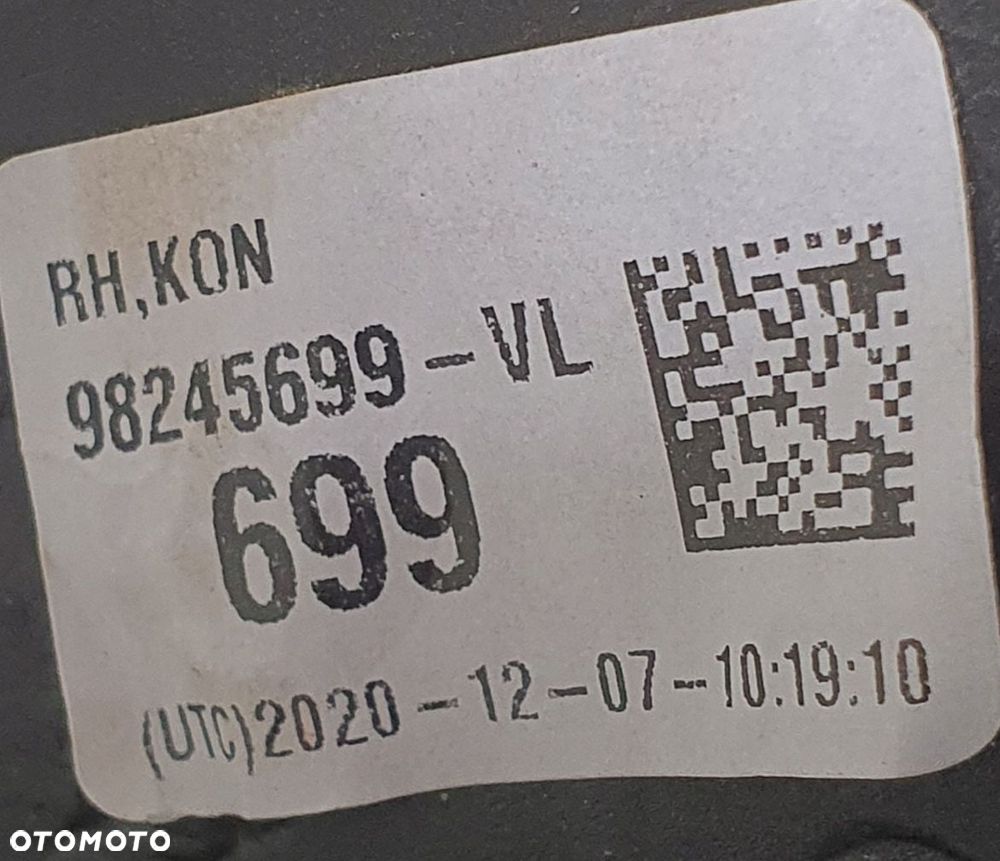 RH,KON
98245699-VL
699
(UTC)2020-12-07--10:19:10
OTOMOTO